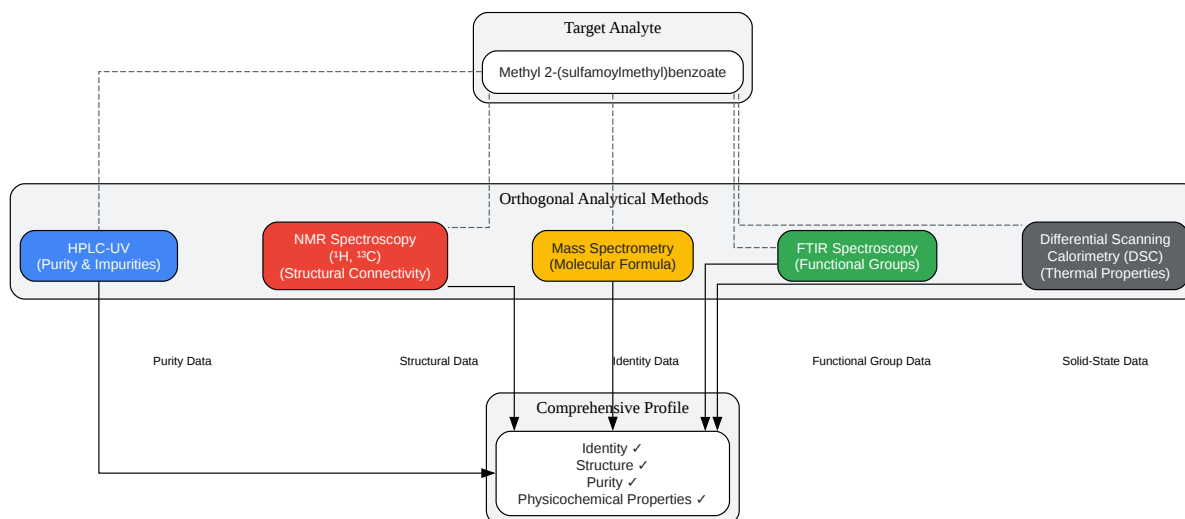 Target Analyte
Methyl 2-(sulfamoylmethyl)benzoate
Orthogonal Analytical Methods
HPLC-UV
(Purity & Impurities)
NMR Spectroscopy
(¹H, ¹³C)
(Structural Connectivity)
Mass Spectrometry
(Molecular Formula)
FTIR Spectroscopy
(Functional Groups)
Differential Scanning
Calorimetry (DSC)
(Thermal Properties)
Purity Data
Structural Data
Identity Data
Functional Group Data
Solid-State Data
Comprehensive Profile
Identity ✓
Structure ✓
Purity ✓
Physicochemical Properties ✓